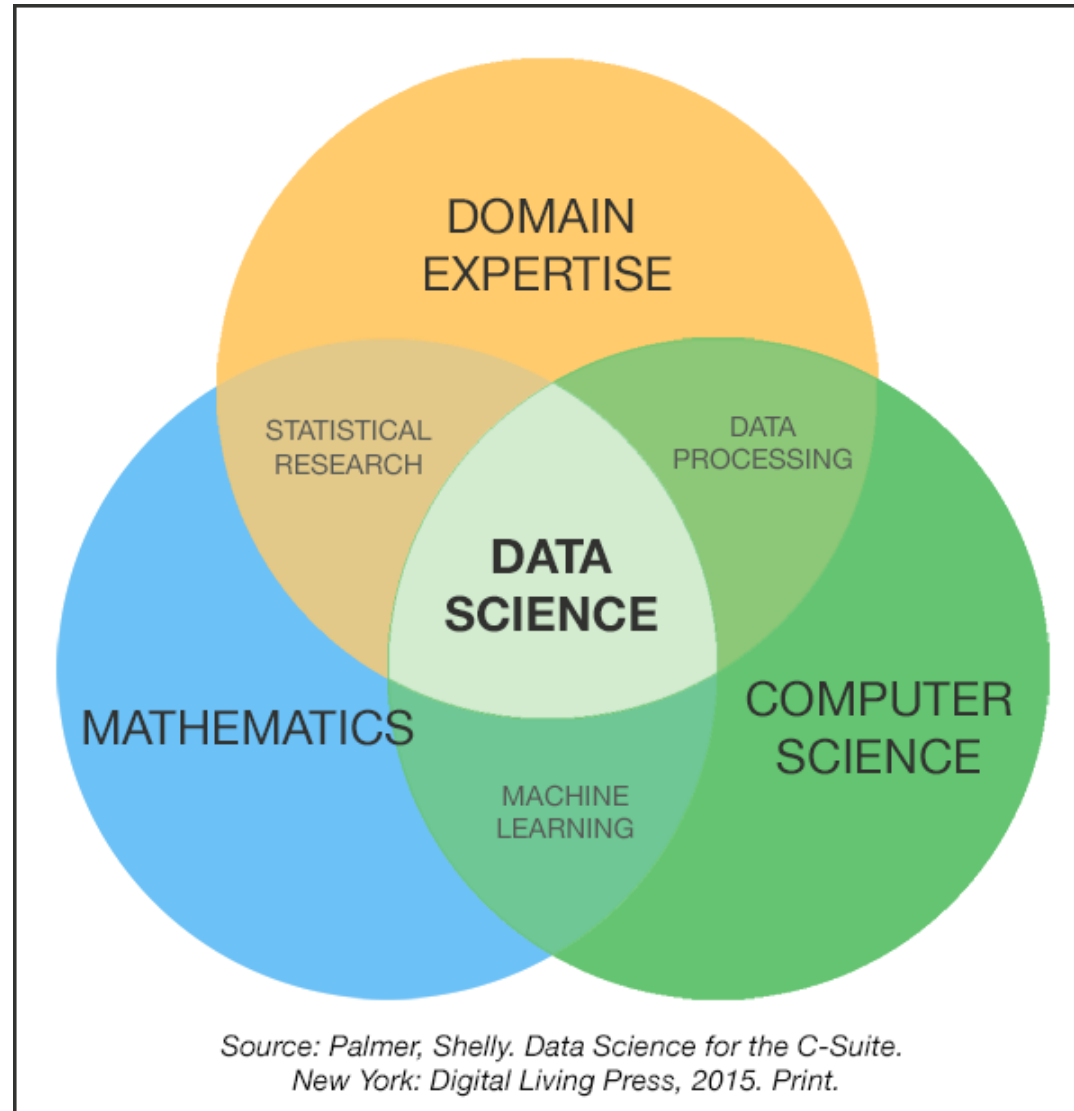 DOMAIN
EXPERTISE
STATISTICAL
RESEARCH
DATA
PROCESSING
DATA
SCIENCE
MATHEMATICS
COMPUTER
SCIENCE
MACHINE
LEARNING
Source: Palmer, Shelly. Data Science for the C-Suite.
New York: Digital Living Press, 2015. Print.